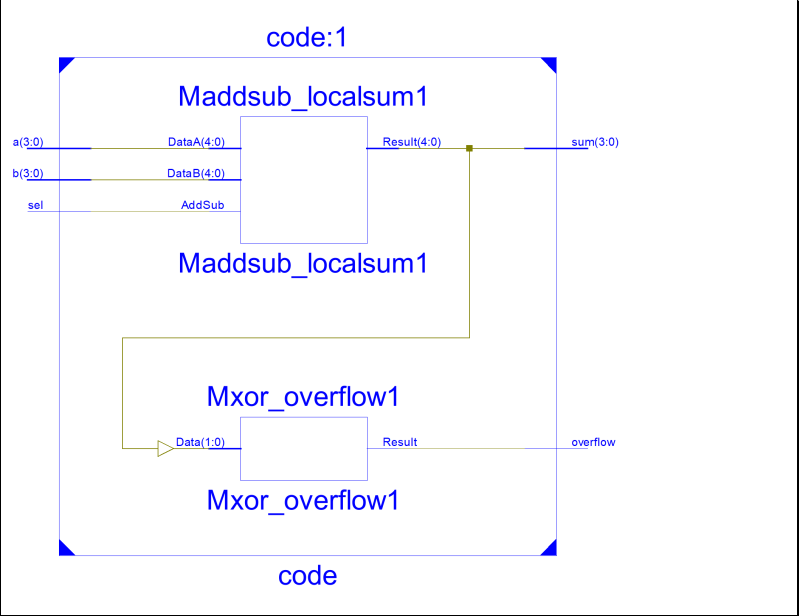 code:1
Maddsub_localsum1
a(3:0) DataA(4:0) Result(4:0) sum(3:0)
b(3:0) DataB(4:0)
sel AddSub
Maddsub_localsum1
Mxor_overflow1
Data(1:0) Result overflow
Mxor_overflow1
code